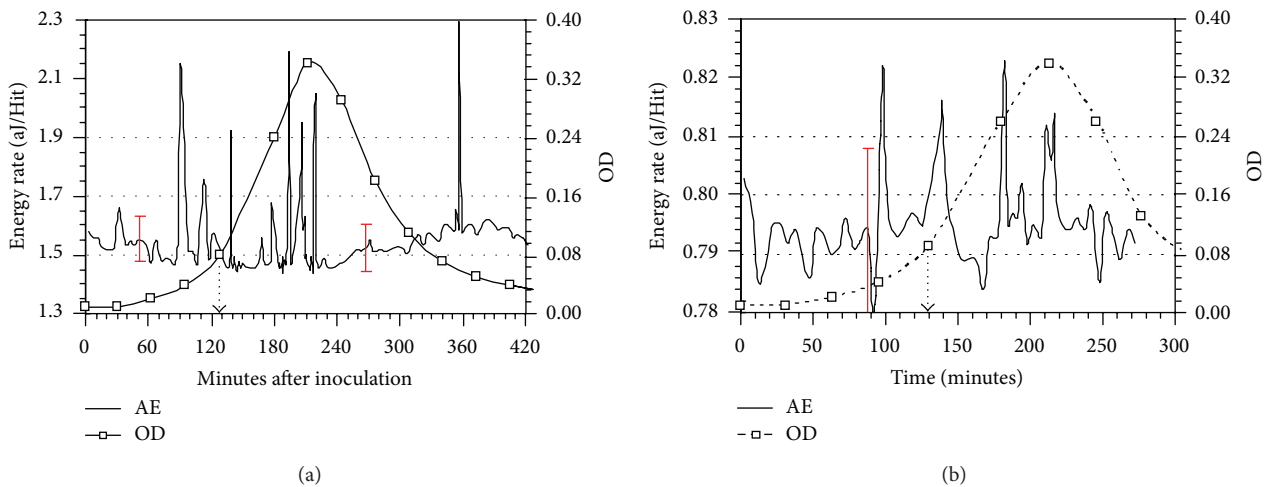 2.3
2.1
1.9
1.7
1.5
1.3
Energy rate (aJ/Hit)
0.40
0.32
0.24
0.16
0.08
0.00
OD
0 60 120 180 240 300 360 420
Minutes after inoculation
AE
OD
(a)
0.83
0.82
0.81
0.80
0.79
0.78
Energy rate (aJ/Hit)
0.40
0.32
0.24
0.16
0.08
0.00
OD
0 50 100 150 200 250 300
Time (minutes)
AE
OD
(b)